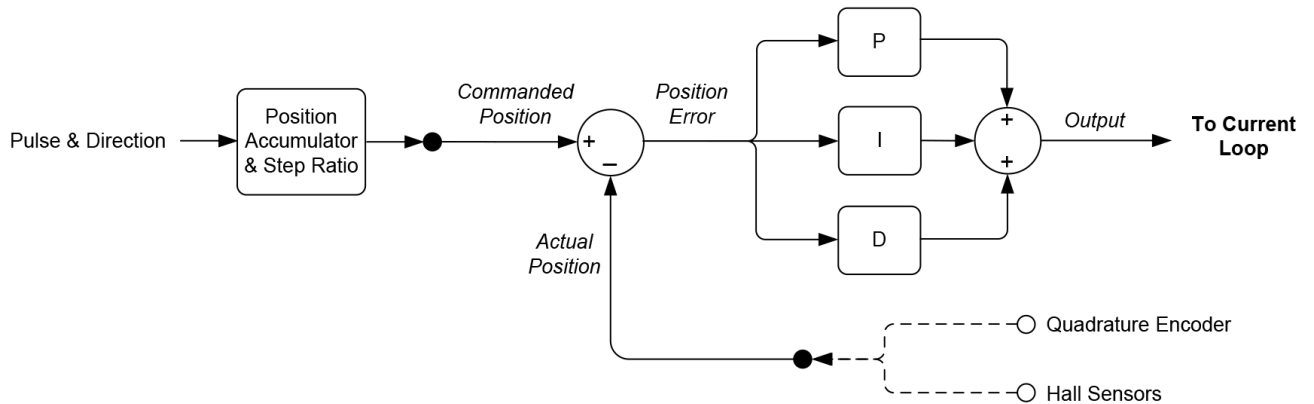 Pulse & Direction
Position
Accumulator
& Step Ratio
Commanded
Position
+
−
Position
Error
P
I
D
+
+
Output
To Current
Loop
Actual
Position
Quadrature Encoder
Hall Sensors